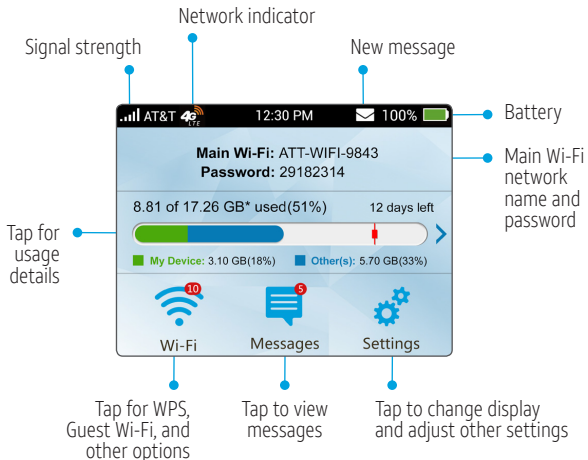 Network indicator
Signal strength
New message
AT&T 4G LTE 12:30 PM 100%
Battery
Main Wi-Fi: ATT-WIFI-9843
Password: 29182314
Main Wi-Fi
network
name and
password
8.81 of 17.26 GB* used(51%) 12 days left
Tap for
usage
details
My Device: 3.10 GB(18%) Other(s): 5.70 GB(33%)
10
5
Wi-Fi Messages Settings
Tap for WPS,
Guest Wi-Fi, and
other options
Tap to view
messages
Tap to change display
and adjust other settings